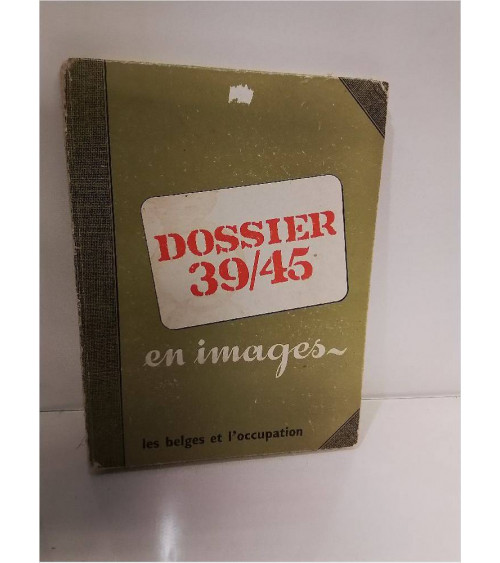 DOSSIER
39/45
en images~
les belges et l'occupation